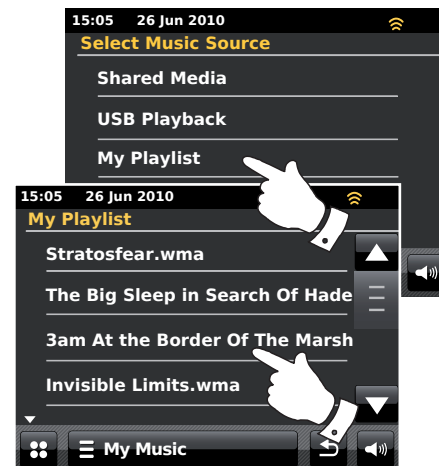 15:05 26 Jun 2010
Select Music Source
Shared Media
USB Playback
My Playlist
15:05 26 Jun 2010
My Playlist
Stratosfear.wma
The Big Sleep in Search Of Hade
3am At the Border Of The Marsh
Invisible Limits.wma
My Music